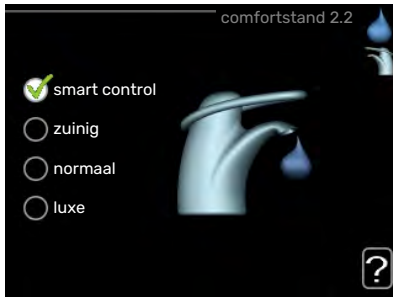 comfortstand 2.2
smart control
zuinig
normaal
luxe
?